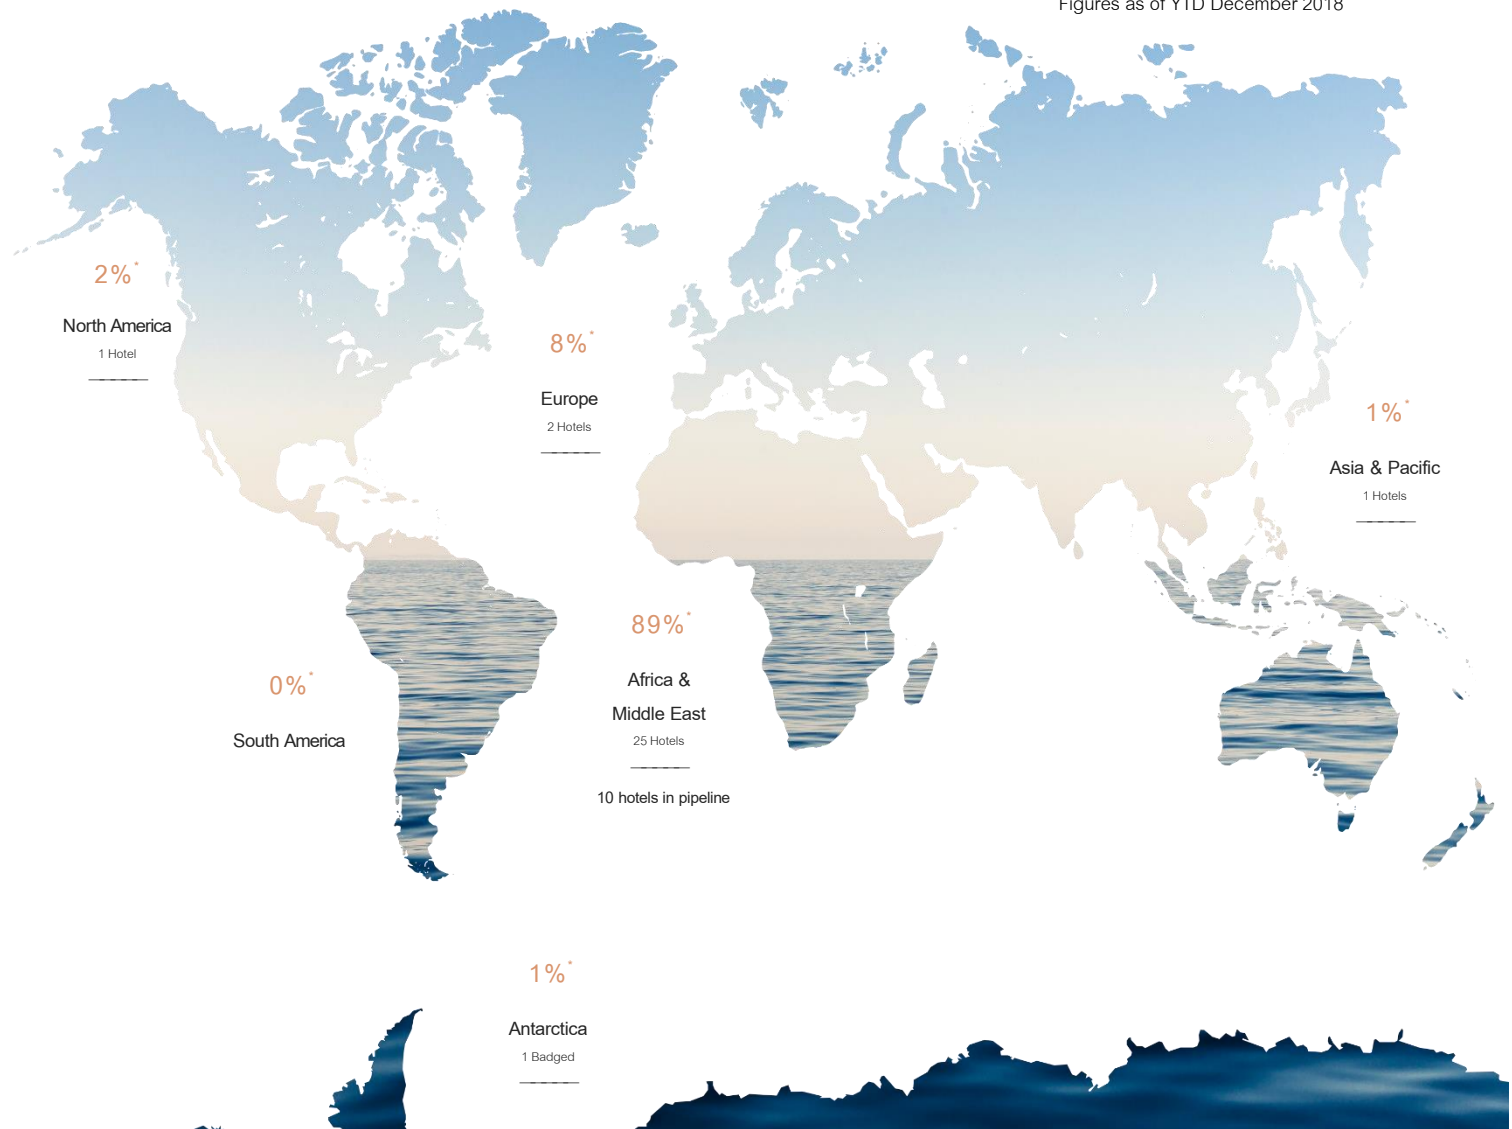 Figures as of YTD December 2018
2%*
North America
1 Hotel
8%*
Europe
2 Hotels
1%*
Asia & Pacific
1 Hotels
89%*
Africa &
Middle East
25 Hotels
10 hotels in pipeline
0%*
South America
1%*
Antarctica
1 Badged